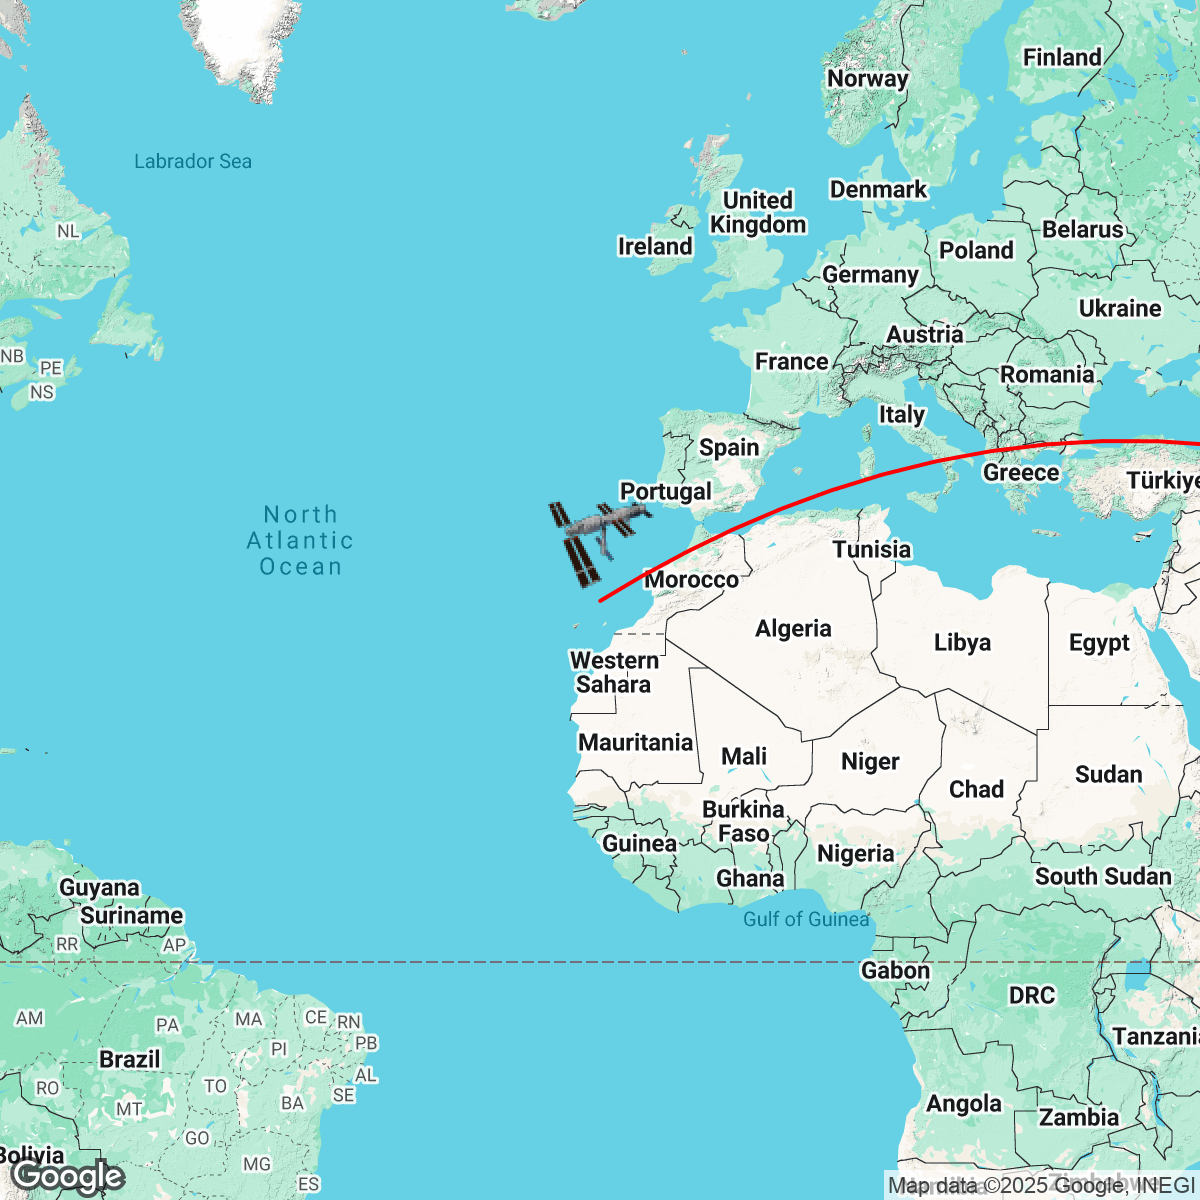 Finland
Norway
Labrador Sea
Denmark
United
Kingdom
NL
Belarus
Ireland
Poland
Germany
Ukraine
Austria
NB
PE
France
Romania
NS
Italy
Spain
Greece
Türkiye
Portugal
North
Atlantic
Ocean
Tunisia
Morocco
Algeria
Libya
Egypt
Western
Sahara
Mauritania
Mali
Niger
Sudan
Chad
Burkina
Faso
Guinea
Nigeria
Ghana
South Sudan
Guyana
Suriname
Gulf of Guinea
RR
AP
Gabon
DRC
AM
PA
MA
CE
RN
Tanzania
PB
PI
Brazil
AL
RO
TO
SE
MT
BA
Angola
Zambia
GO
Bolivia
MG
ES
Google
Namibia
Zimbabwe
Map data ©2025 Google, INEGI